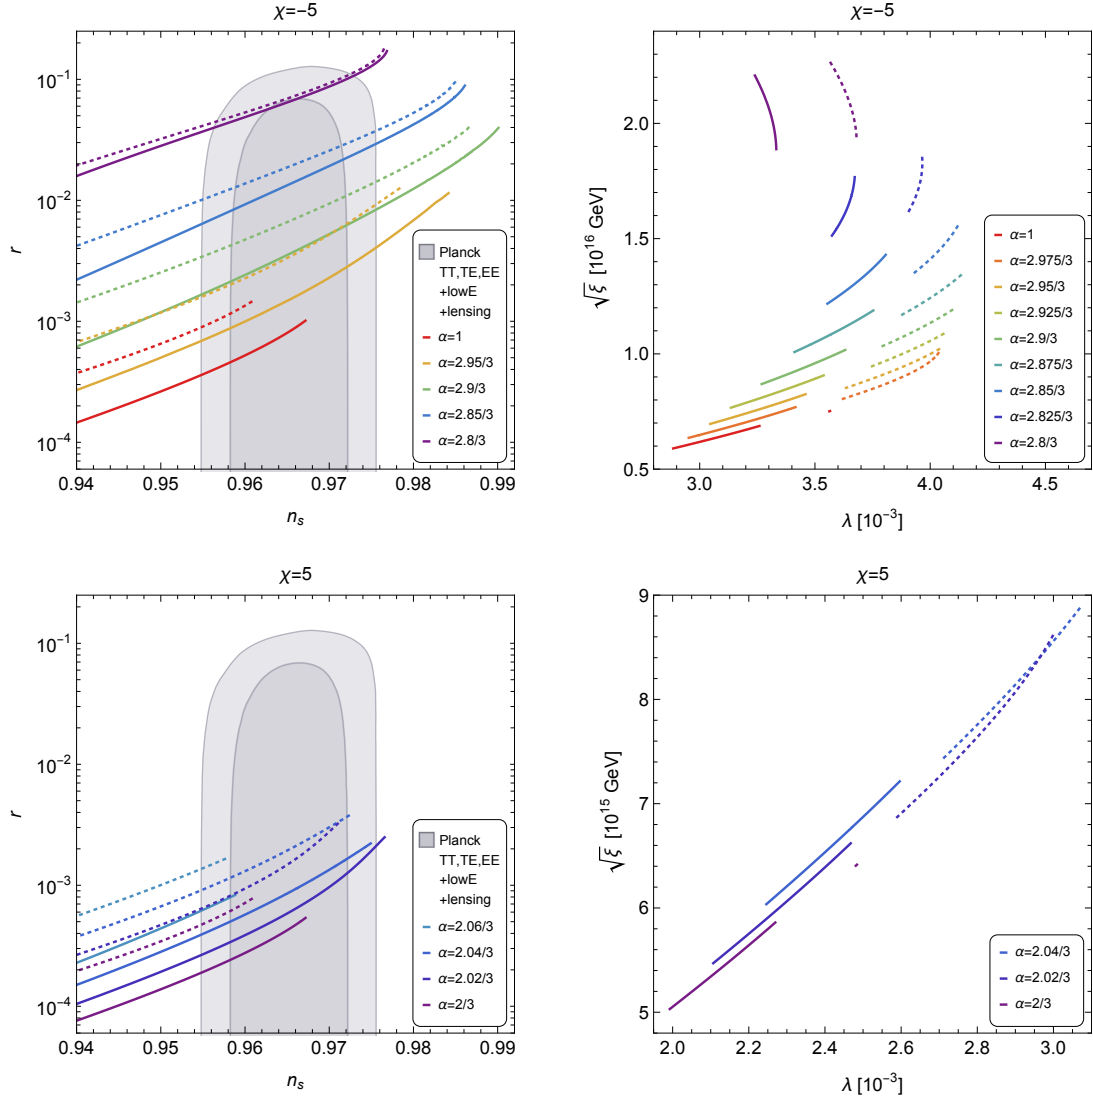 χ=−5
10⁻¹
10⁻²
r
10⁻³
10⁻⁴
0.94 0.95 0.96 0.97 0.98 0.99
nₛ
Planck
TT,TE,EE
+lowE
+lensing
α=1
α=2.95/3
α=2.9/3
α=2.85/3
α=2.8/3
χ=−5
2.0
1.5
1.0
0.5
√ξ [10¹⁶ GeV]
3.0 3.5 4.0 4.5
λ [10⁻³]
α=1
α=2.975/3
α=2.95/3
α=2.925/3
α=2.9/3
α=2.875/3
α=2.85/3
α=2.825/3
α=2.8/3
χ=5
10⁻¹
10⁻²
r
10⁻³
10⁻⁴
0.94 0.95 0.96 0.97 0.98 0.99
nₛ
Planck
TT,TE,EE
+lowE
+lensing
α=2.06/3
α=2.04/3
α=2.02/3
α=2/3
χ=5
9
8
7
6
5
√ξ [10¹⁵ GeV]
2.0 2.2 2.4 2.6 2.8 3.0
λ [10⁻³]
α=2.04/3
α=2.02/3
α=2/3